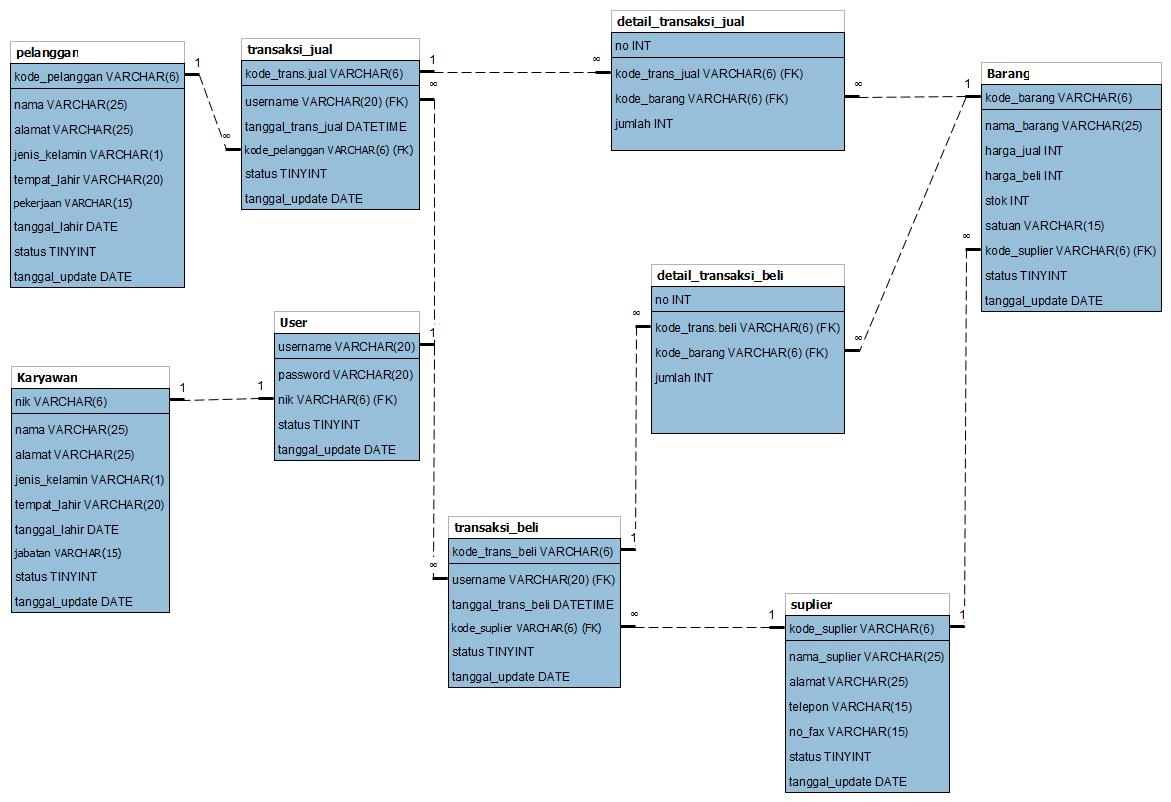 pelanggan
kode_pelanggan VARCHAR(6)
nama VARCHAR(25)
alamat VARCHAR(25)
jenis_kelamin VARCHAR(1)
tempat_lahir VARCHAR(20)
pekerjaan VARCHAR(15)
tanggal_lahir DATE
status TINYINT
tanggal_update DATE
1
∞
transaksi_jual
kode_trans.jual VARCHAR(6)
username VARCHAR(20) (FK)
tanggal_trans_jual DATETIME
kode_pelanggan VARCHAR(6) (FK)
status TINYINT
tanggal_update DATE
1
∞
∞
detail_transaksi_jual
no INT
kode_trans_jual VARCHAR(6) (FK)
kode_barang VARCHAR(6) (FK)
jumlah INT
∞
1
Barang
kode_barang VARCHAR(6)
nama_barang VARCHAR(25)
harga_jual INT
harga_beli INT
stok INT
satuan VARCHAR(15)
kode_suplier VARCHAR(6) (FK)
status TINYINT
tanggal_update DATE
∞
Karyawan
nik VARCHAR(6)
nama VARCHAR(25)
alamat VARCHAR(25)
jenis_kelamin VARCHAR(1)
tempat_lahir VARCHAR(20)
tanggal_lahir DATE
jabatan VARCHAR(15)
status TINYINT
tanggal_update DATE
1
1
User
username VARCHAR(20)
password VARCHAR(20)
nik VARCHAR(6) (FK)
status TINYINT
tanggal_update DATE
1
∞
detail_transaksi_beli
no INT
kode_trans.beli VARCHAR(6) (FK)
kode_barang VARCHAR(6) (FK)
jumlah INT
∞
∞
transaksi_beli
kode_trans_beli VARCHAR(6)
username VARCHAR(20) (FK)
tanggal_trans_beli DATETIME
kode_suplier VARCHAR(6) (FK)
status TINYINT
tanggal_update DATE
1
∞
1
suplier
kode_suplier VARCHAR(6)
nama_suplier VARCHAR(25)
alamat VARCHAR(25)
telepon VARCHAR(15)
no_fax VARCHAR(15)
status TINYINT
tanggal_update DATE
1